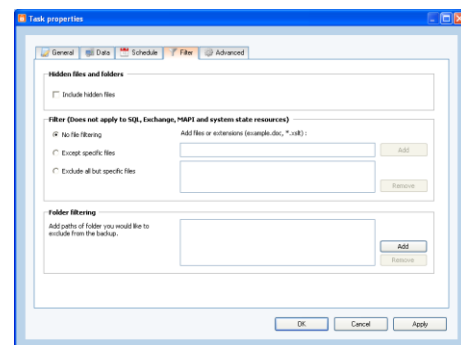 Task properties
General Data Schedule Filter Advanced
Hidden files and folders
Include hidden files
Filter (Does not apply to SQL, Exchange, MAPI and system state resources)
No file filtering
Add files or extensions (example.doc, *.xslt) :
Except specific files
Add
Exclude all but specific files
Remove
Folder filtering
Add paths of folder you would like to
exclude from the backup.
Add
Remove
OK Cancel Apply